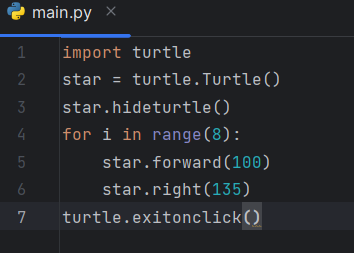 main.py ×
1 import turtle
2 star = turtle.Turtle()
3 star.hideturtle()
4 for i in range(8):
5     star.forward(100)
6     star.right(135)
7 turtle.exitonclick()